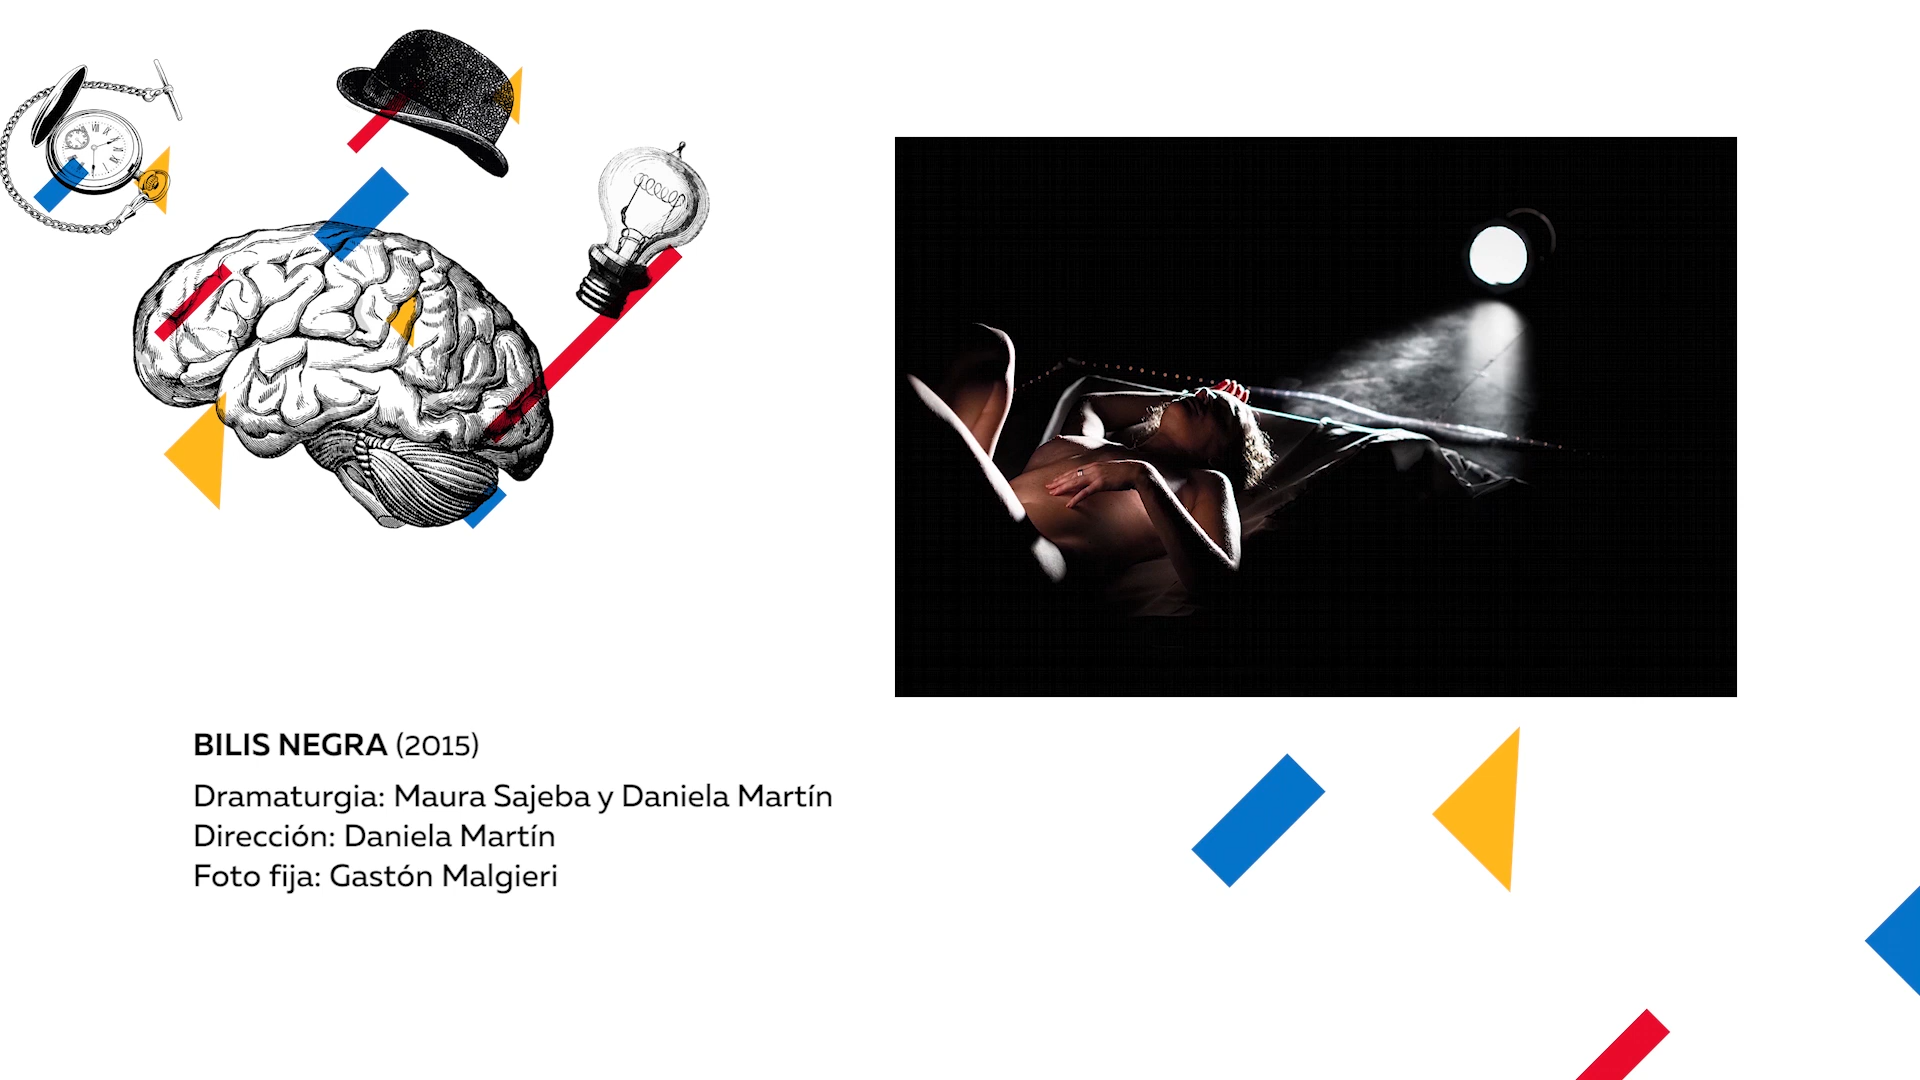 BILIS NEGRA (2015)
Dramaturgia: Maura Sajeba y Daniela Martín
Dirección: Daniela Martín
Foto fija: Gastón Malgieri